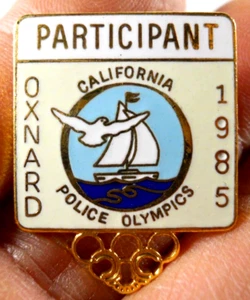 PARTICIPANT
OXNARD
CALIFORNIA
POLICE OLYMPICS
1985